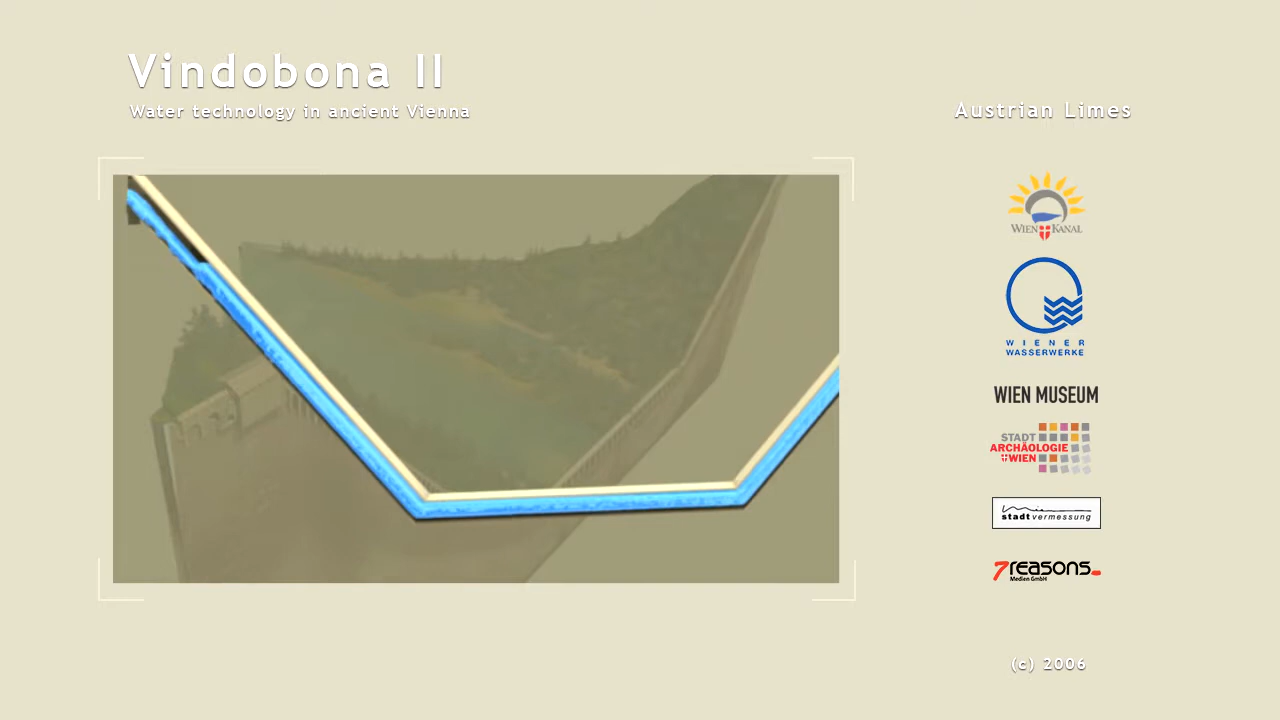 Vindobona II
Water technology in ancient Vienna
Austrian Limes
WIEN KANAL
WIENER
WASSERWERKE
WIEN MUSEUM
STADT
ARCHÄOLOGIE
WIEN
stadtvermessung
7reasons
Medien GmbH
(c) 2006